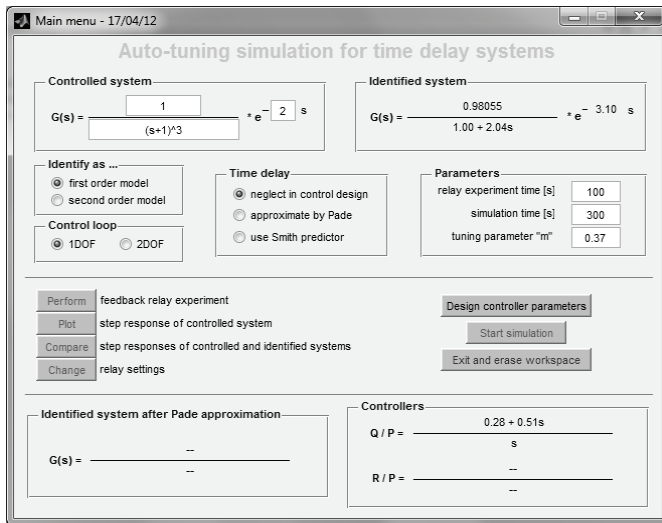 Main menu - 17/04/12
Auto-tuning simulation for time delay systems
Controlled system
G(s) =
1
(s+1)^3
* e
–
2
s
Identified system
G(s) =
0.98055
1.00 + 2.04s
* e
–
3.10
s
Identify as ...
first order model
second order model
Control loop
1DOF
2DOF
Time delay
neglect in control design
approximate by Pade
use Smith predictor
Parameters
relay experiment time [s]
100
simulation time [s]
300
tuning parameter "m"
0.37
Perform
feedback relay experiment
Plot
step response of controlled system
Compare
step responses of controlled and identified systems
Change
relay settings
Design controller parameters
Start simulation
Exit and erase workspace
Identified system after Pade approximation
G(s) =
--
--
Controllers
Q / P =
0.28 + 0.51s
s
R / P =
--
--